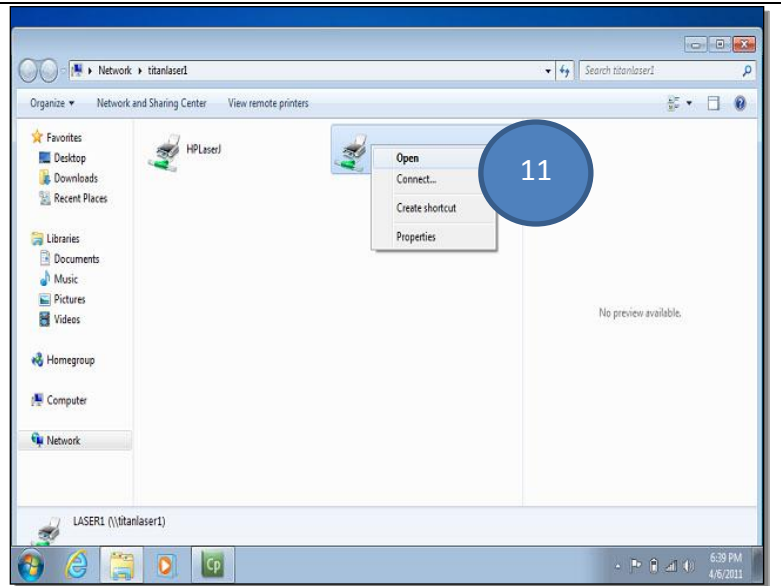 Network ▸ titanlaser1
Search titanlaser1
Organize ▾ Network and Sharing Center View remote printers
Favorites
Desktop
Downloads
Recent Places
Libraries
Documents
Music
Pictures
Videos
Homegroup
Computer
Network
HPLaserJ
Open
Connect...
Create shortcut
Properties
11
No preview available.
LASER1 (\\titanlaser1)
Cp
6:39 PM
4/6/2011